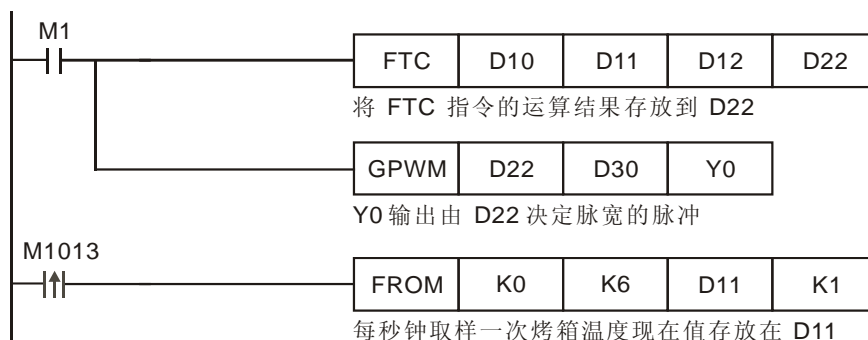 M1
FTC D10 D11 D12 D22
将 FTC 指令的运算结果存放到 D22
GPWM D22 D30 Y0
Y0 输出由 D22 决定脉宽的脉冲
M1013
FROM K0 K6 D11 K1
每秒钟取样一次烤箱温度现在值存放在 D11